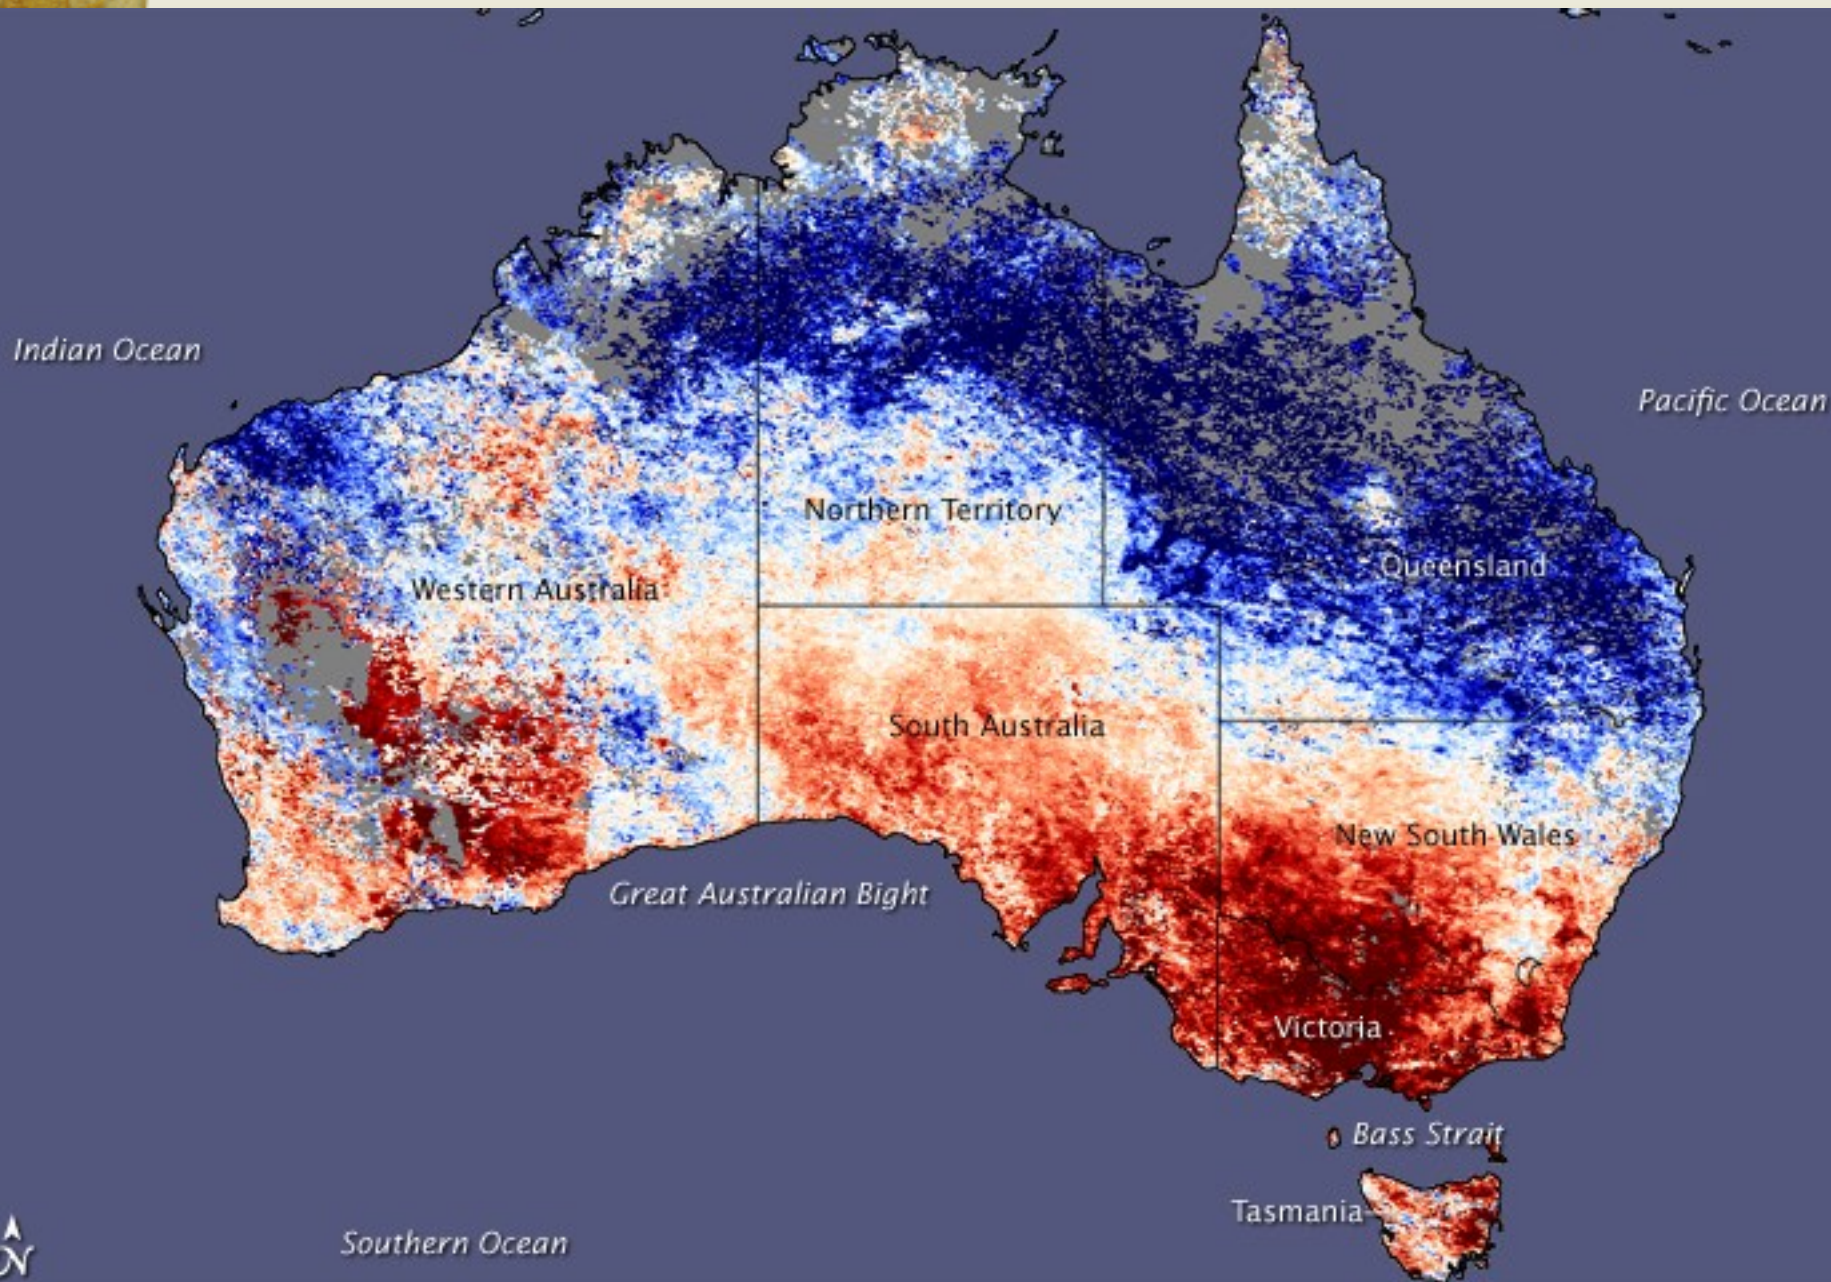 Indian Ocean
Pacific Ocean
Northern Territory
Queensland
Western Australia
South Australia
New South Wales
Great Australian Bight
Victoria
Bass Strait
Tasmania
Southern Ocean
N